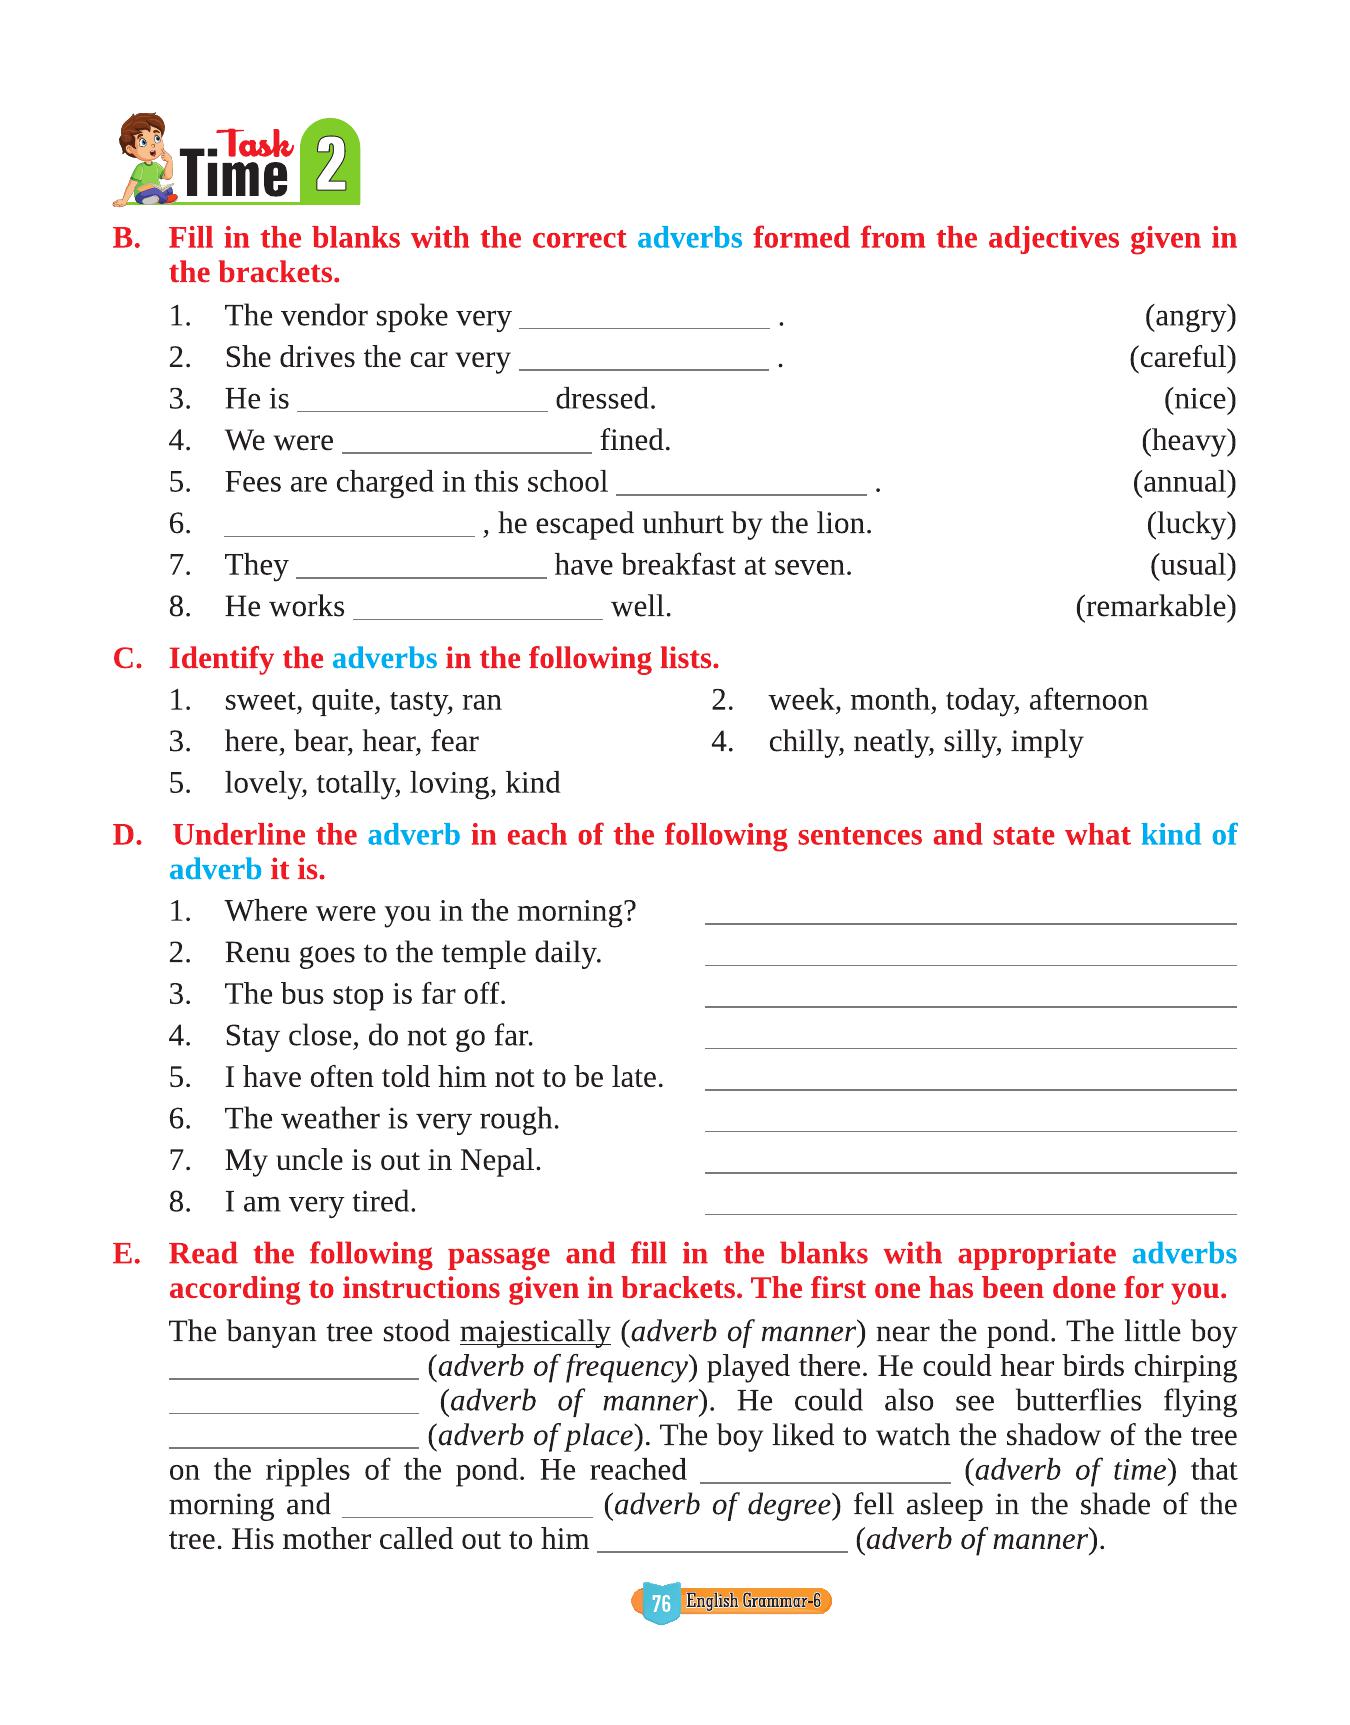 Task
Time 2
B. Fill in the blanks with the correct adverbs formed from the adjectives given in
the brackets.
1. The vendor spoke very ________________ . (angry)
2. She drives the car very ________________ . (careful)
3. He is ________________ dressed. (nice)
4. We were ________________ fined. (heavy)
5. Fees are charged in this school ________________ . (annual)
6. ________________ , he escaped unhurt by the lion. (lucky)
7. They ________________ have breakfast at seven. (usual)
8. He works ________________ well. (remarkable)
C. Identify the adverbs in the following lists.
1. sweet, quite, tasty, ran 2. week, month, today, afternoon
3. here, bear, hear, fear 4. chilly, neatly, silly, imply
5. lovely, totally, loving, kind
D. Underline the adverb in each of the following sentences and state what kind of
adverb it is.
1. Where were you in the morning? ________________
2. Renu goes to the temple daily. ________________
3. The bus stop is far off. ________________
4. Stay close, do not go far. ________________
5. I have often told him not to be late. ________________
6. The weather is very rough. ________________
7. My uncle is out in Nepal. ________________
8. I am very tired. ________________
E. Read the following passage and fill in the blanks with appropriate adverbs
according to instructions given in brackets. The first one has been done for you.
The banyan tree stood majestically (adverb of manner) near the pond. The little boy
________________ (adverb of frequency) played there. He could hear birds chirping
________________ (adverb of manner). He could also see butterflies flying
________________ (adverb of place). The boy liked to watch the shadow of the tree
on the ripples of the pond. He reached ________________ (adverb of time) that
morning and ________________ (adverb of degree) fell asleep in the shade of the
tree. His mother called out to him ________________ (adverb of manner).
76 English Grammar-6